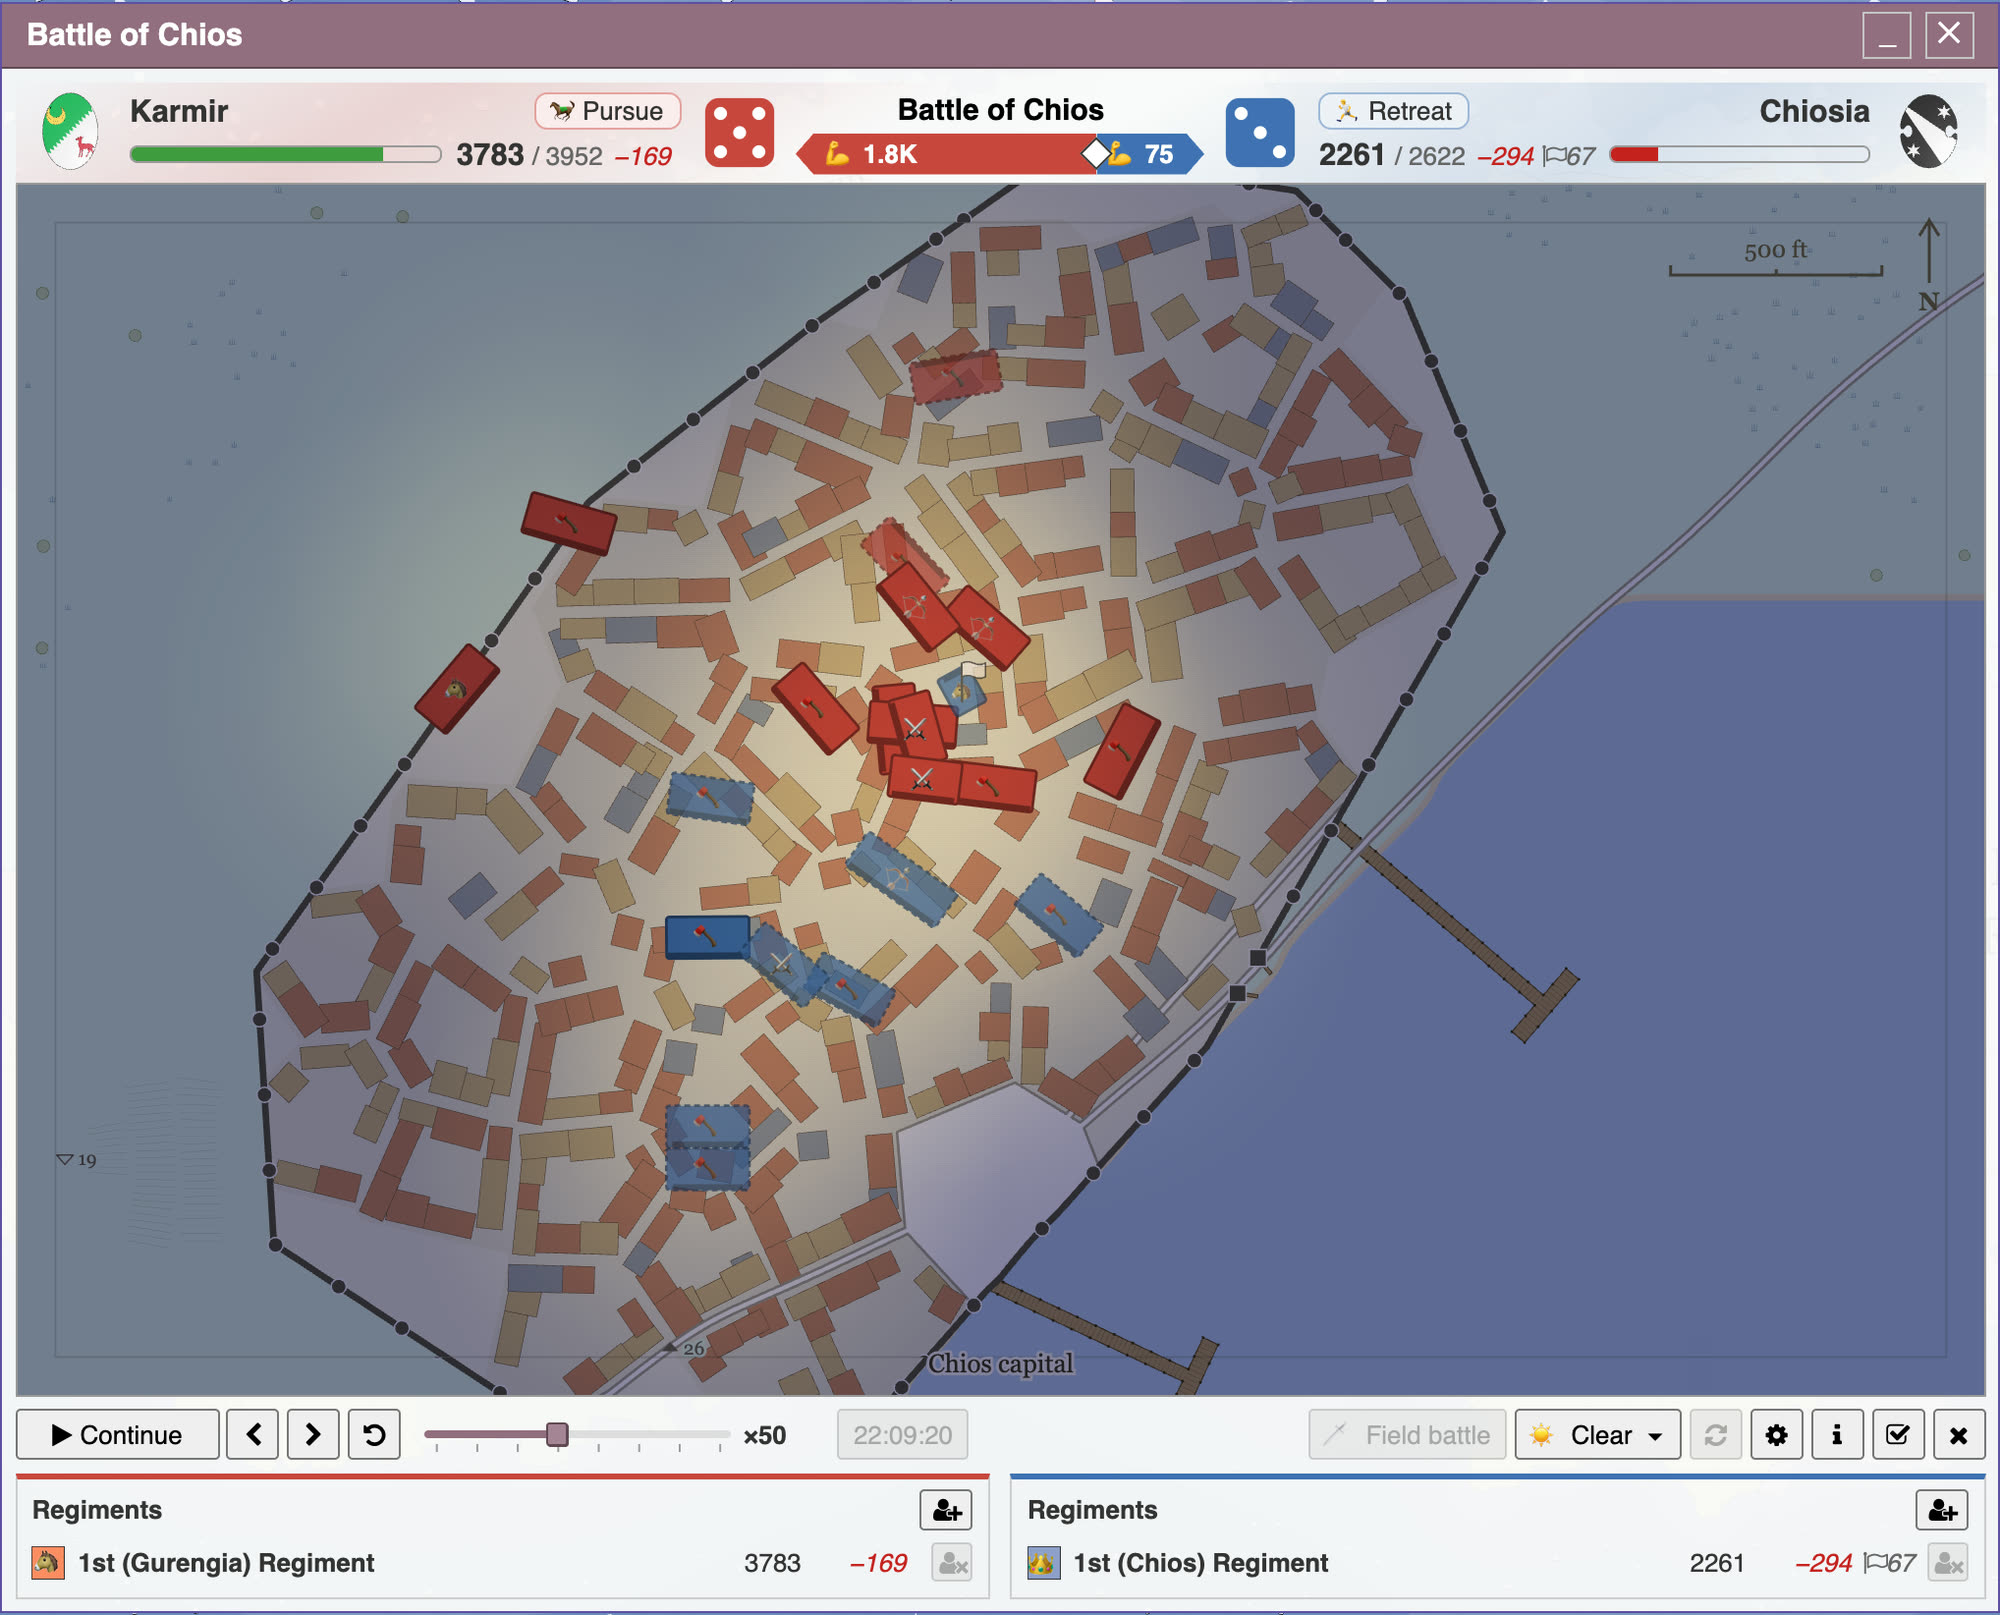 Battle of Chios
Karmir
Pursue
3783 / 3952 –169
Battle of Chios
1.8K
75
Retreat
2261 / 2622 –294 67
Chiosia
500 ft
N
19
26
Chios capital
Continue
×50
22:09:20
Field battle
Clear
Regiments
1st (Gurengia) Regiment 3783 –169
Regiments
1st (Chios) Regiment 2261 –294 67